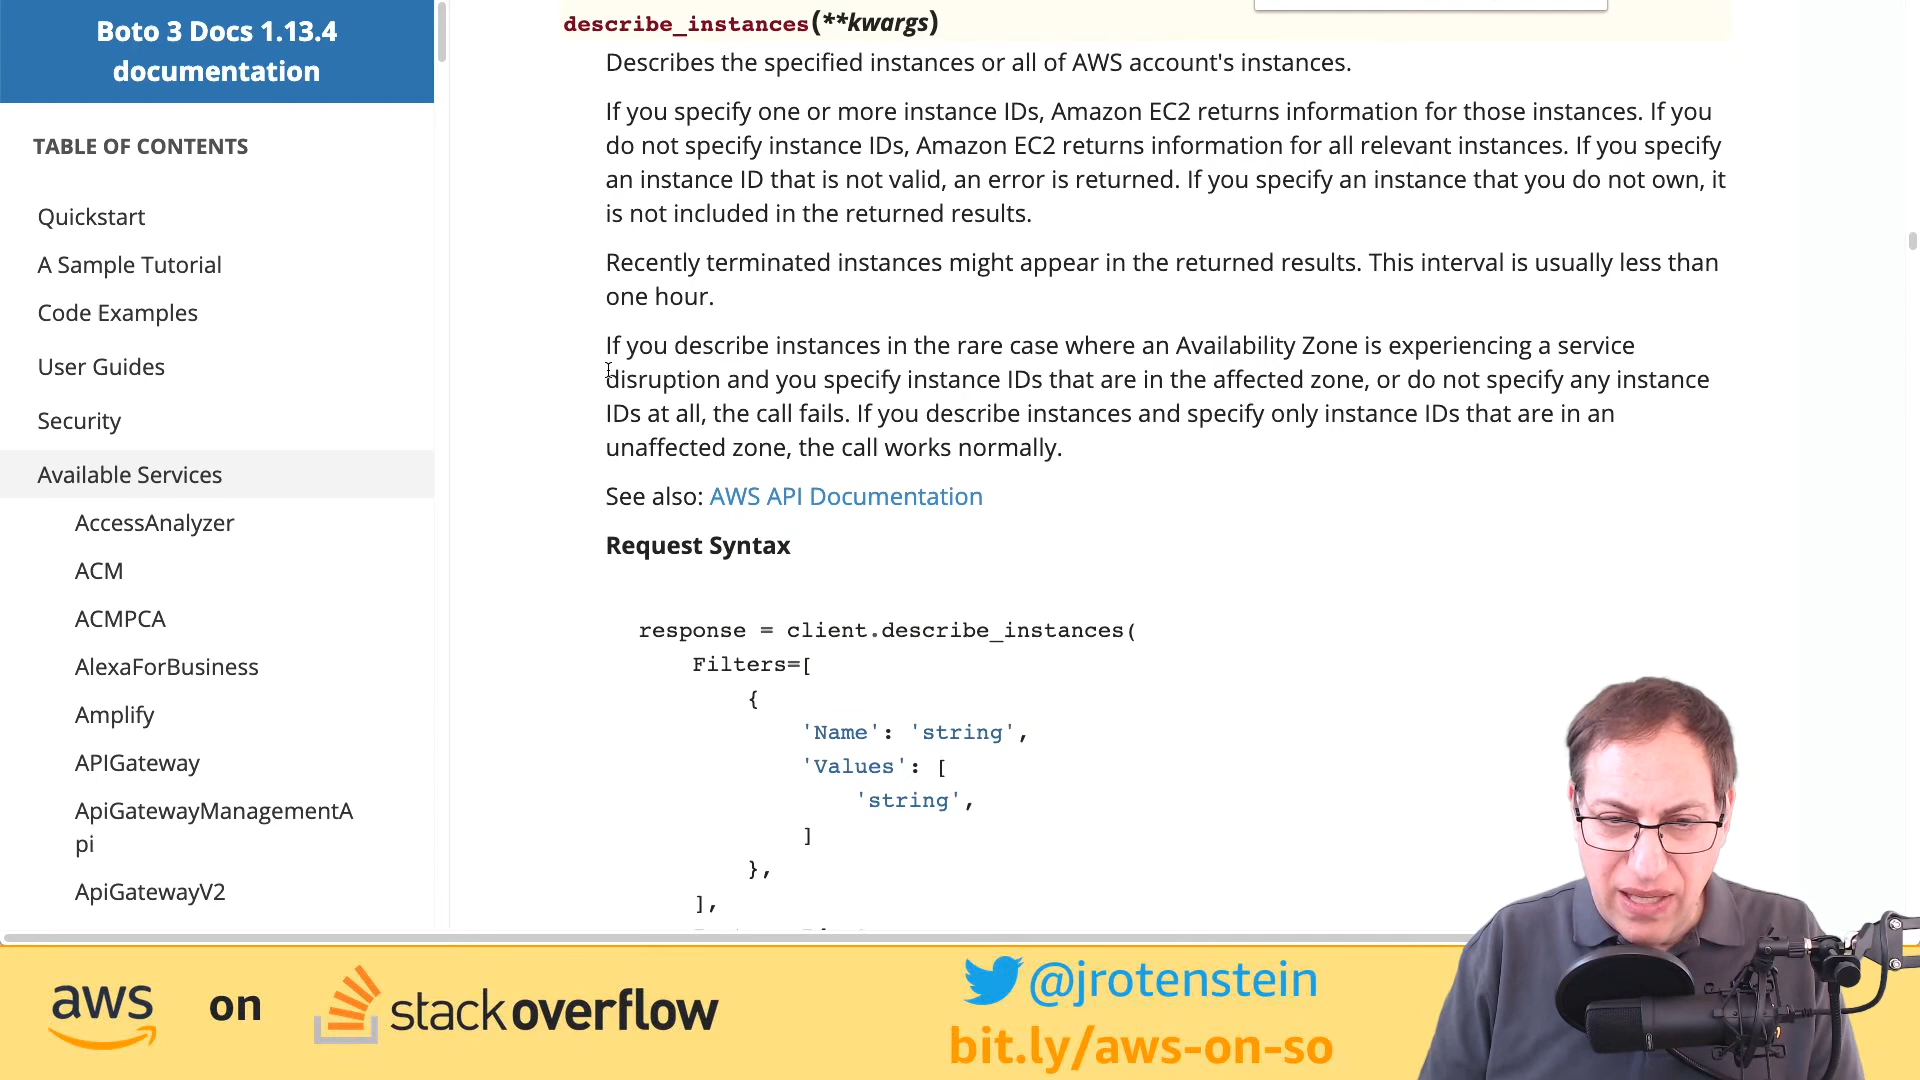 Boto 3 Docs 1.13.4
documentation
TABLE OF CONTENTS
Quickstart
A Sample Tutorial
Code Examples
User Guides
Security
Available Services
AccessAnalyzer
ACM
ACMPCA
AlexaForBusiness
Amplify
APIGateway
ApiGatewayManagementA
pi
ApiGatewayV2
describe_instances(**kwargs)
Describes the specified instances or all of AWS account's instances.
If you specify one or more instance IDs, Amazon EC2 returns information for those instances. If you
do not specify instance IDs, Amazon EC2 returns information for all relevant instances. If you specify
an instance ID that is not valid, an error is returned. If you specify an instance that you do not own, it
is not included in the returned results.
Recently terminated instances might appear in the returned results. This interval is usually less than
one hour.
If you describe instances in the rare case where an Availability Zone is experiencing a service
disruption and you specify instance IDs that are in the affected zone, or do not specify any instance
IDs at all, the call fails. If you describe instances and specify only instance IDs that are in an
unaffected zone, the call works normally.
See also: AWS API Documentation
Request Syntax
response = client.describe_instances(
Filters=[
{
'Name': 'string',
'Values': [
'string',
]
},
],
aws on stackoverflow
@jrotenstein
bit.ly/aws-on-so